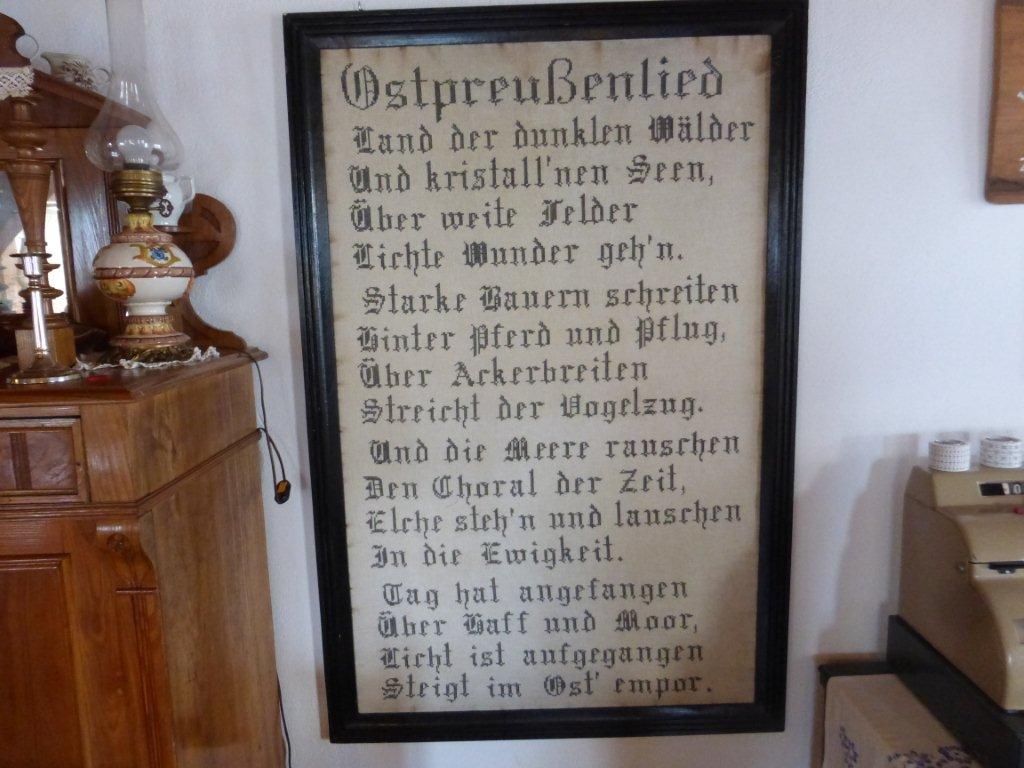 Ostpreußenlied
Land der dunklen Wälder
Und kristall'nen Seen,
Über weite Felder
Lichte Wunder geh'n.
Starke Bauern schreiten
Hinter Pferd und Pflug,
Über Ackerbreiten
Streicht der Vogelzug.
Und die Meere rauschen
Den Choral der Zeit,
Elche steh'n und lauschen
In die Ewigkeit.
Tag hat angefangen
Über Haff und Moor,
Licht ist aufgegangen
Steigt im Ost' empor.